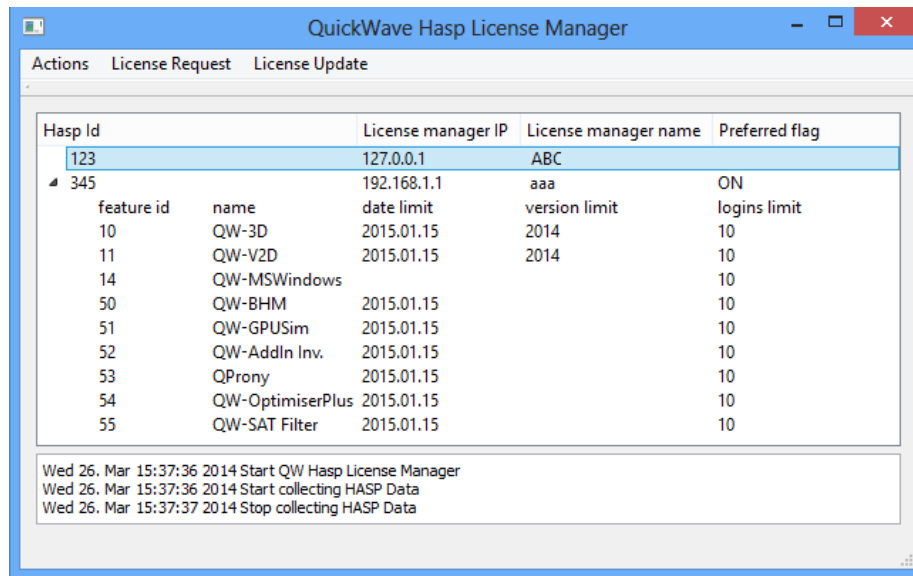 QuickWave Hasp License Manager
Actions License Request License Update
Hasp Id License manager IP License manager name Preferred flag
123 127.0.0.1 ABC
345 192.168.1.1 aaa ON
feature id name date limit version limit logins limit
10 QW-3D 2015.01.15 2014 10
11 QW-V2D 2015.01.15 2014 10
14 QW-MSWindows 10
50 QW-BHM 2015.01.15 10
51 QW-GPUSim 2015.01.15 10
52 QW-AddIn Inv. 2015.01.15 10
53 QProny 2015.01.15 10
54 QW-OptimiserPlus 2015.01.15 10
55 QW-SAT Filter 2015.01.15 10
Wed 26. Mar 15:37:36 2014 Start QW Hasp License Manager
Wed 26. Mar 15:37:36 2014 Start collecting HASP Data
Wed 26. Mar 15:37:37 2014 Stop collecting HASP Data